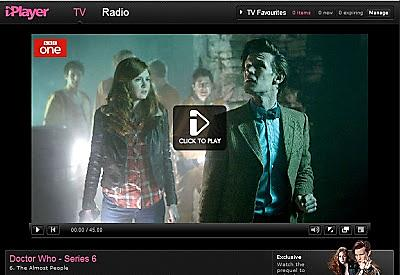 iPlayer
TV
Radio
TV Favourites
0 items
0 new
0 expiring
Manage
BBC
one
CLICK TO PLAY
00.00 / 45.00
Doctor Who - Series 6
6. The Almost People
Exclusive
Watch the
prequel to